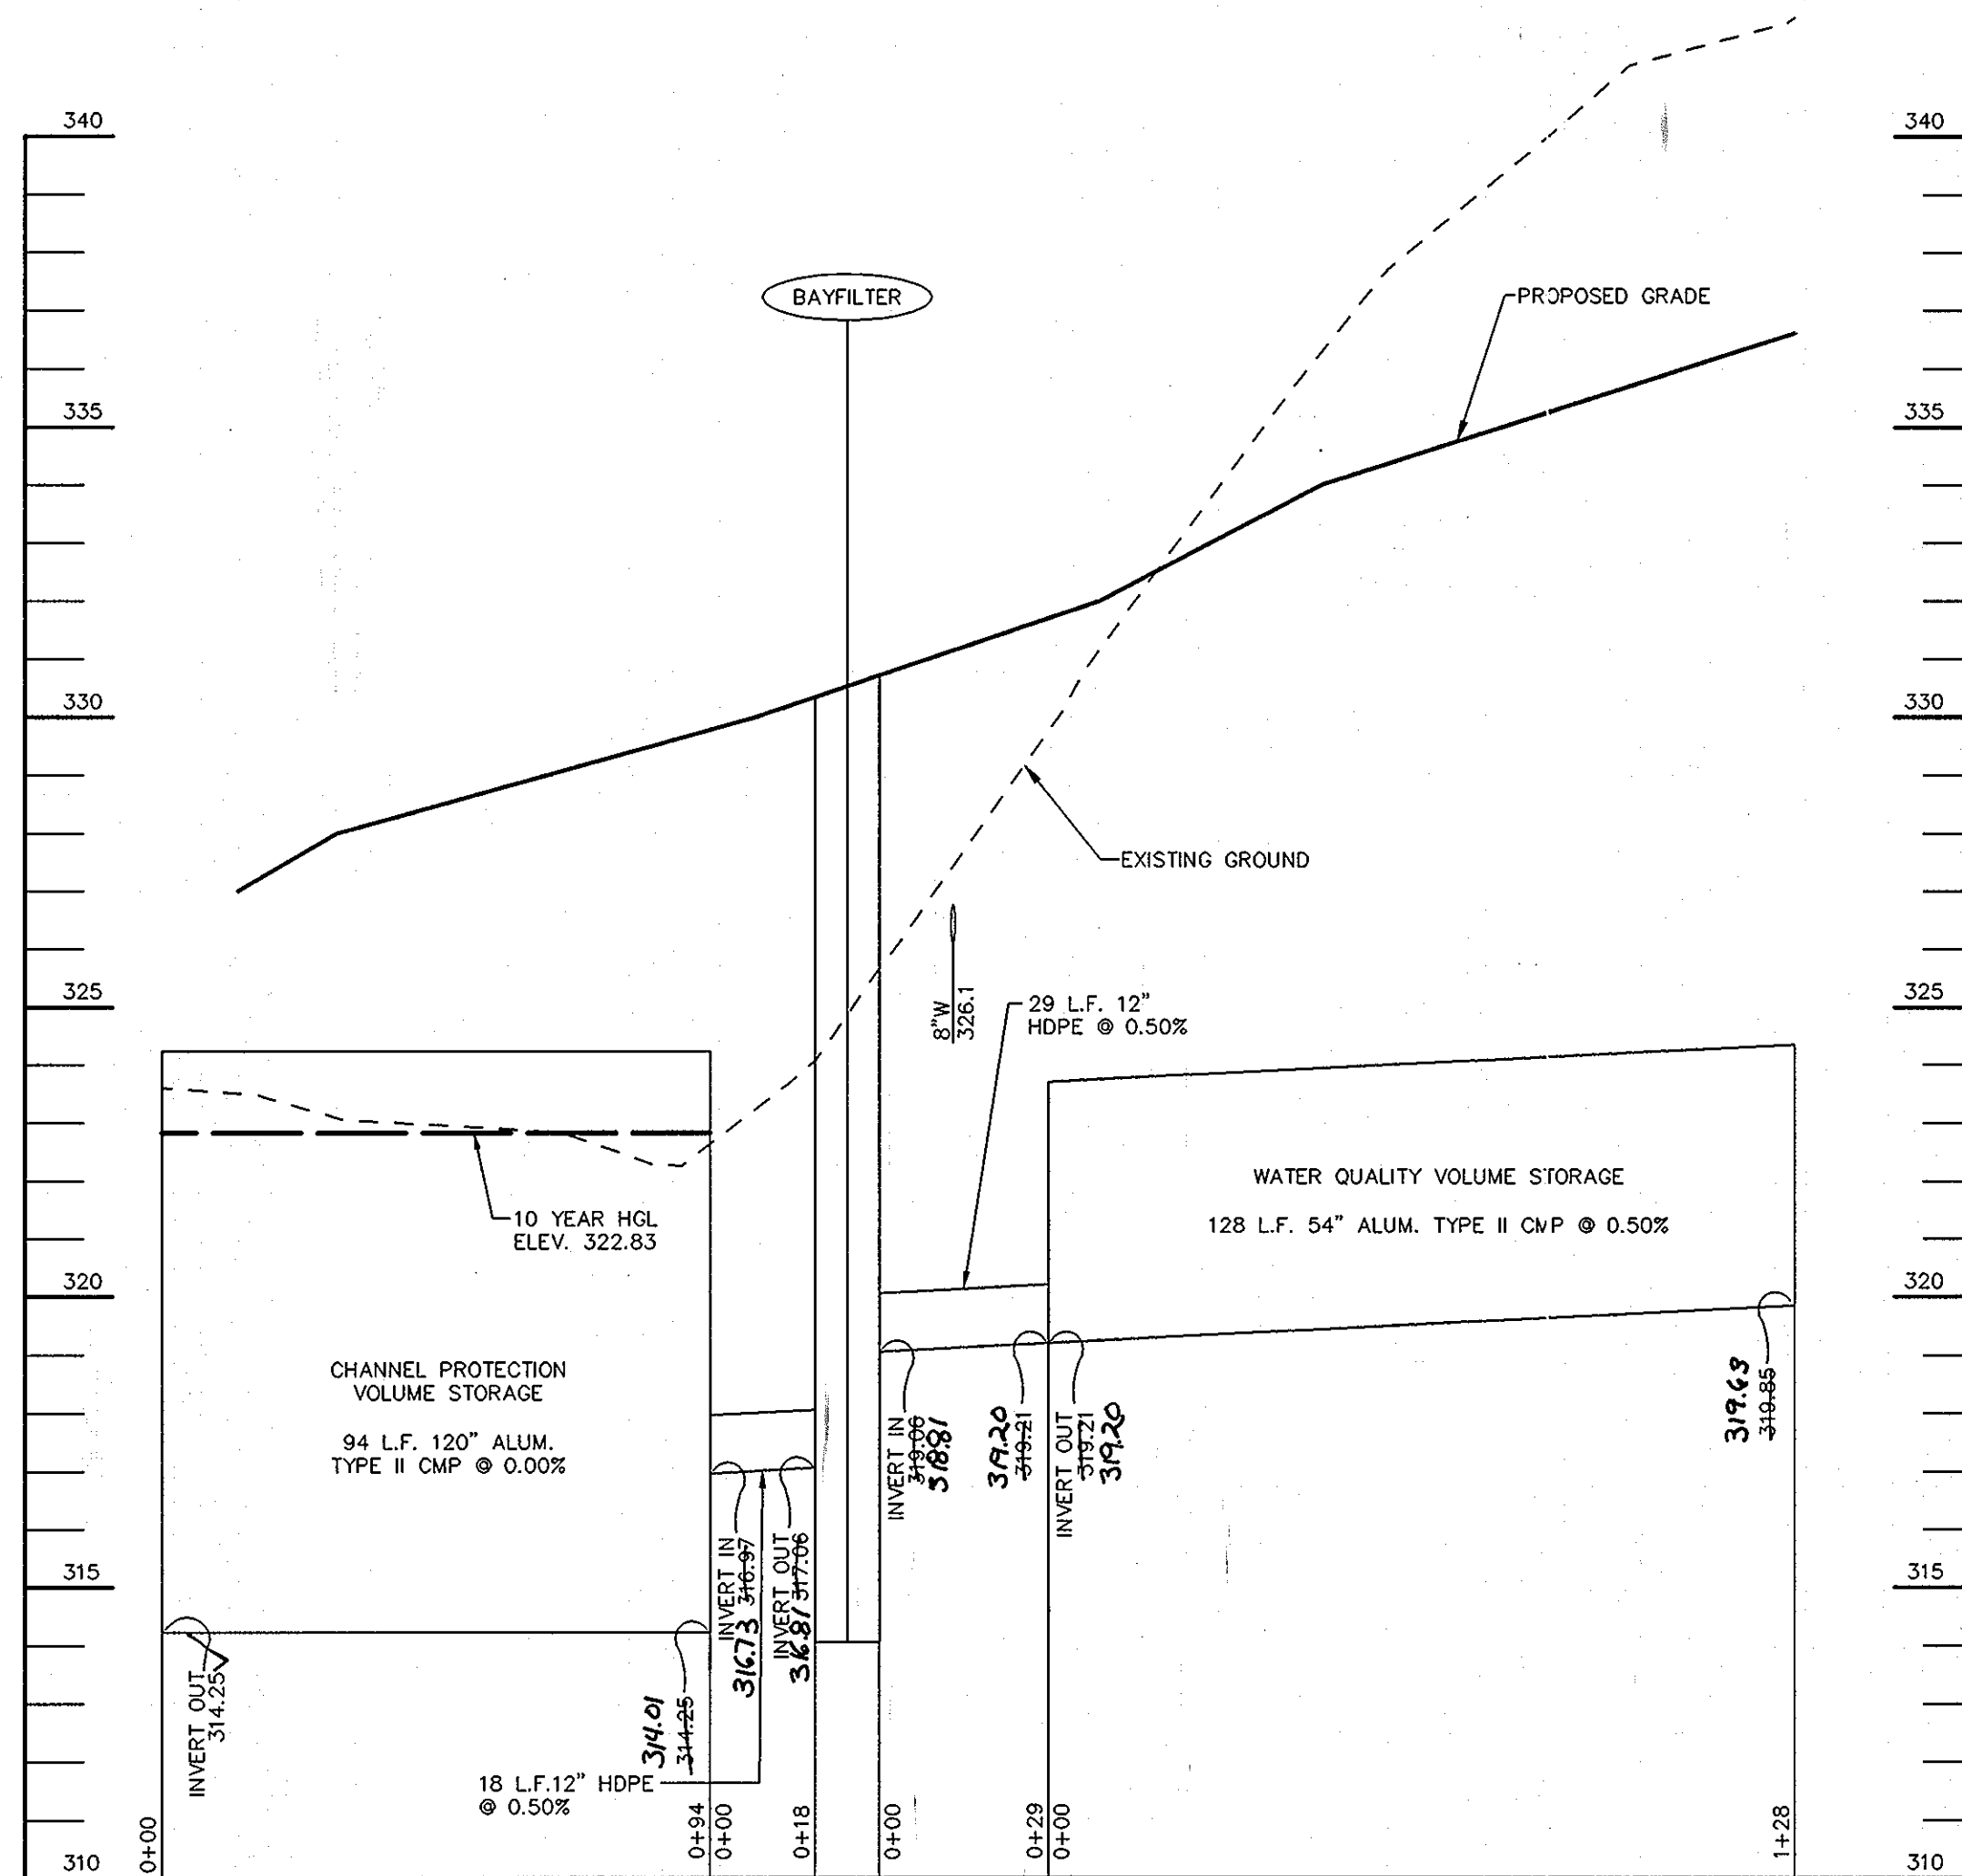 340
340
BAYFILTER
PROPOSED GRADE
335
335
330
330
EXISTING GROUND
325
325
8"W
326.1
29 L.F. 12"
HDPE @ 0.50%
WATER QUALITY VOLUME STORAGE
128 L.F. 54" ALUM. TYPE II CMP @ 0.50%
10 YEAR HGL
ELEV. 322.83
320
320
CHANNEL PROTECTION
VOLUME STORAGE
94 L.F. 120" ALUM.
TYPE II CMP @ 0.00%
INVERT IN
319.06
318.81
319.20
319.21
INVERT OUT
319.21
319.20
319.63
319.85
315
315
INVERT OUT
314.25
314.01
314.25
INVERT IN
316.73 316.97
INVERT OUT
316.81 317.06
18 L.F.12" HDPE
@ 0.50%
310
0+00
0+94
0+00
0+18
0+00
0+29
0+00
1+28
310